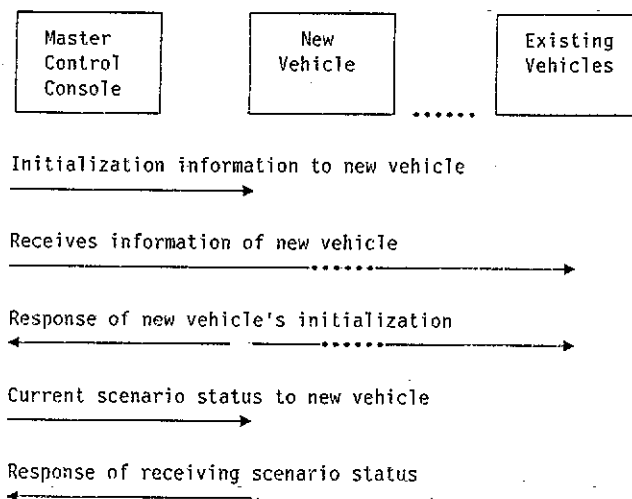 Master
Control
Console
New
Vehicle
Existing
Vehicles
Initialization information to new vehicle
Receives information of new vehicle
Response of new vehicle's initialization
Current scenario status to new vehicle
Response of receiving scenario status